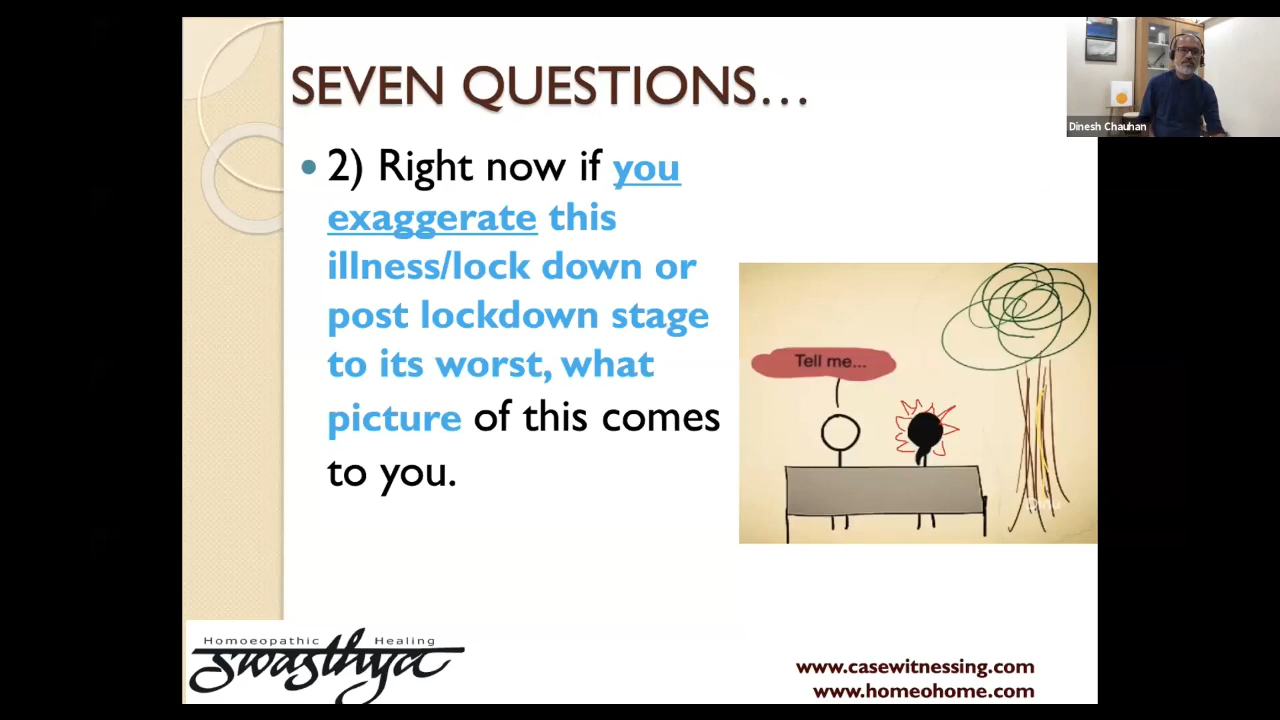 SEVEN QUESTIONS...
Dinesh Chauhan
2) Right now if you
exaggerate this
illness/lock down or
post lockdown stage
to its worst, what
picture of this comes
to you.
Tell me...
Homoeopathic Healing
swasthya
www.casewitnessing.com
www.homeohome.com